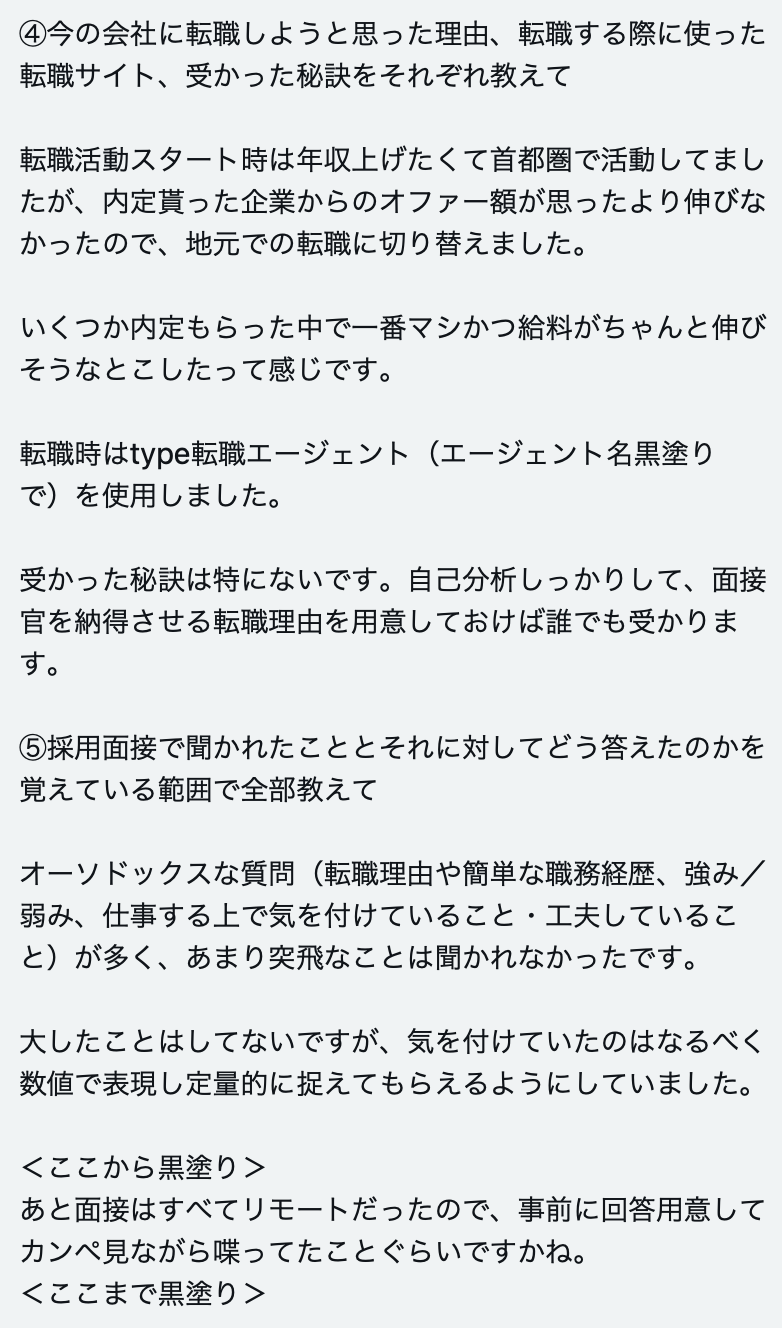 ④今の会社に転職しようと思った理由、転職する際に使った
転職サイト、受かった秘訣をそれぞれ教えて
転職活動スタート時は年収上げたくて首都圏で活動してまし
たが、内定貰った企業からのオファー額が思ったより伸びな
かったので、地元での転職に切り替えました。
いくつか内定もらった中で一番マシかつ給料がちゃんと伸び
そうなとこしたって感じです。
転職時はtype転職エージェント（エージェント名黒塗り
で）を使用しました。
受かった秘訣は特にないです。自己分析しっかりして、面接
官を納得させる転職理由を用意しておけば誰でも受かりま
す。
⑤採用面接で聞かれたこととそれに対してどう答えたのかを
覚えている範囲で全部教えて
オーソドックスな質問（転職理由や簡単な職務経歴、強み／
弱み、仕事する上で気を付けていること・工夫しているこ
と）が多く、あまり突飛なことは聞かれなかったです。
大したことはしてないですが、気を付けていたのはなるべく
数値で表現し定量的に捉えてもらえるようにしていました。
＜ここから黒塗り＞
あと面接はすべてリモートだったので、事前に回答用意して
カンペ見ながら喋ってたことぐらいですかね。
＜ここまで黒塗り＞